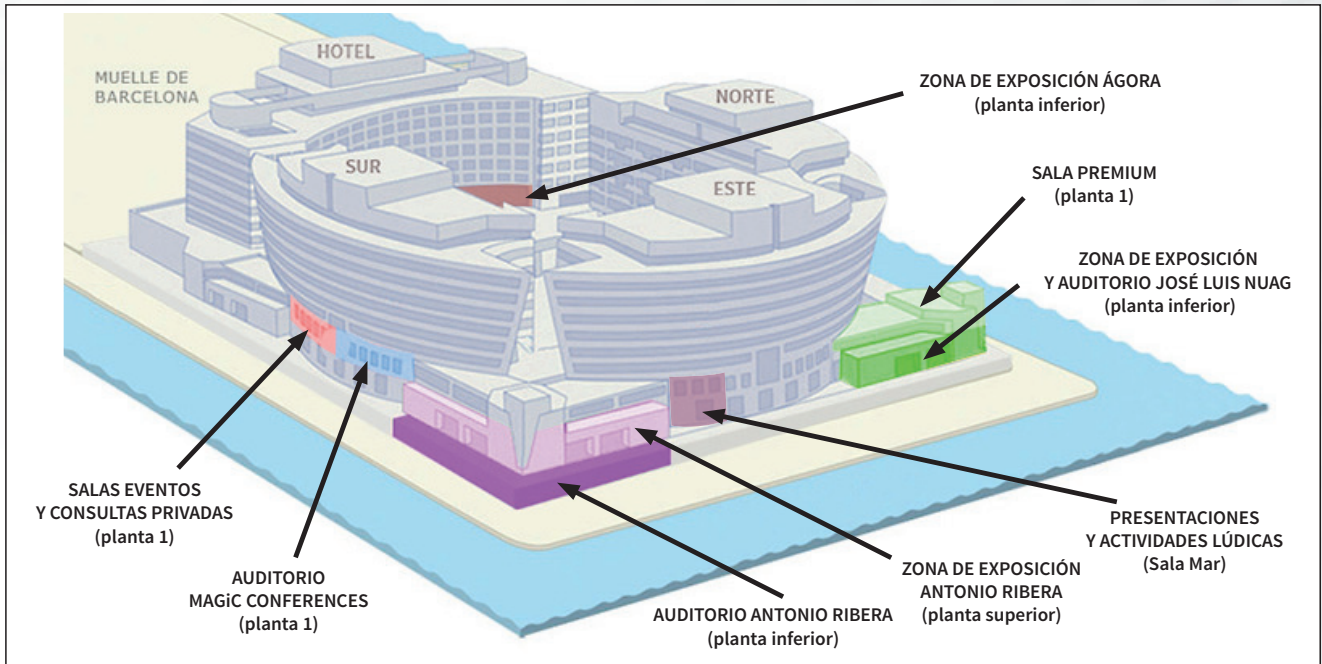 HOTEL
MUELLE DE
BARCELONA
NORTE
SUR
ESTE
ZONA DE EXPOSICIÓN ÁGORA
(planta inferior)
SALA PREMIUM
(planta 1)
ZONA DE EXPOSICIÓN
Y AUDITORIO JOSÉ LUIS NUAG
(planta inferior)
SALAS EVENTOS
Y CONSULTAS PRIVADAS
(planta 1)
AUDITORIO
MAGiC CONFERENCES
(planta 1)
AUDITORIO ANTONIO RIBERA
(planta inferior)
ZONA DE EXPOSICIÓN
ANTONIO RIBERA
(planta superior)
PRESENTACIONES
Y ACTIVIDADES LÚDICAS
(Sala Mar)